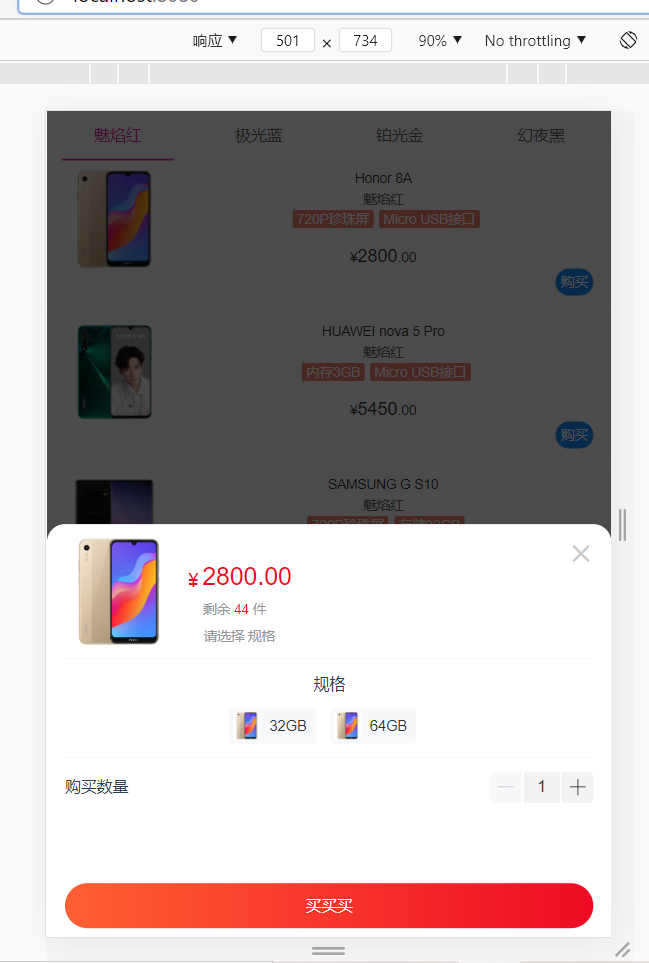 响应 ▼ 501 × 734 90% ▼ No throttling ▼
魅焰红 极光蓝 铂光金 幻夜黑
Honor 8A
魅焰红
720P珍珠屏 Micro USB接口
¥2800.00
购买
HUAWEI nova 5 Pro
魅焰红
内存3GB Micro USB接口
¥5450.00
购买
SAMSUNG G S10
魅焰红
¥ 2800.00
剩余 44 件
请选择 规格
规格
32GB 64GB
购买数量 1
买买买